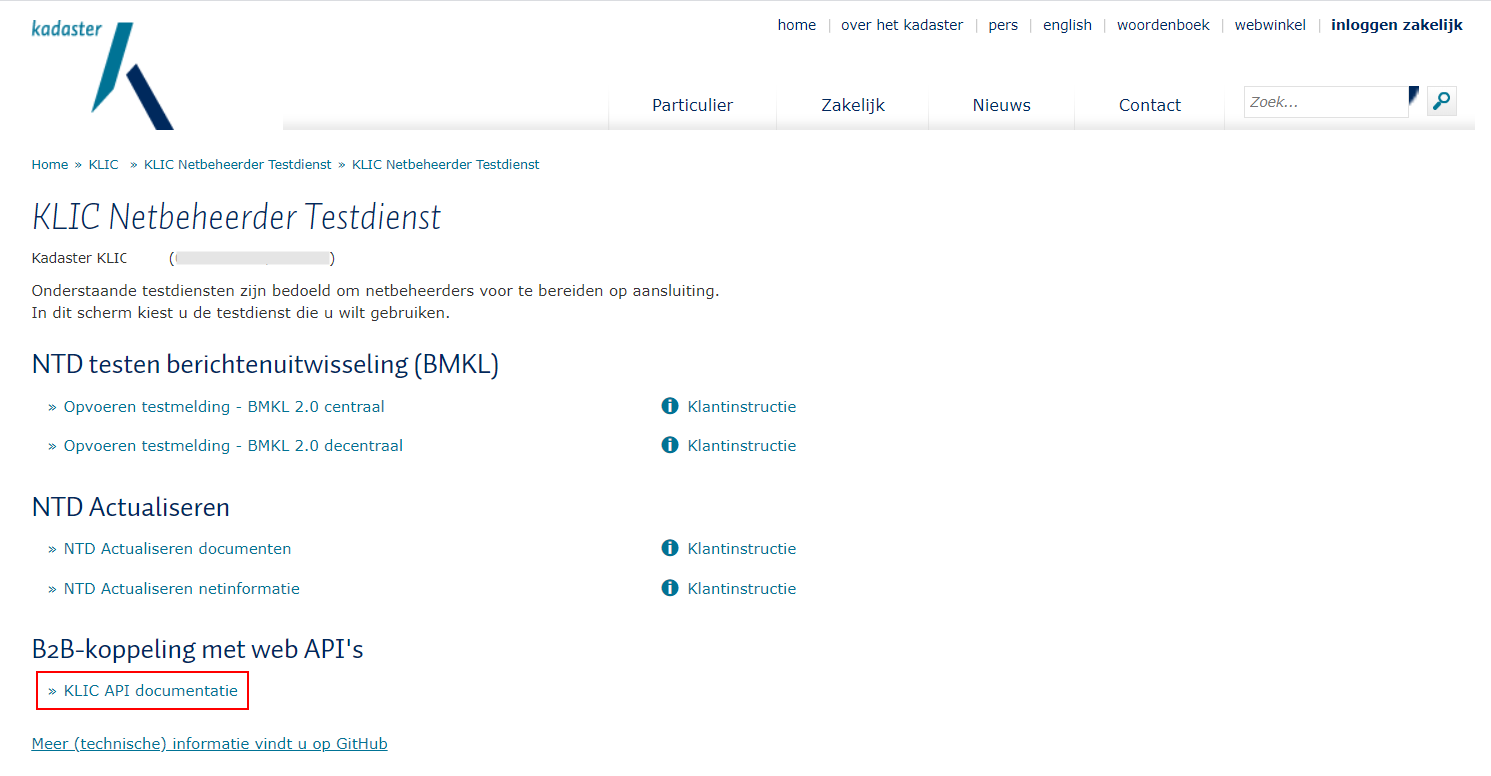 kadaster
home | over het kadaster | pers | english | woordenboek | webwinkel | inloggen zakelijk
Particulier Zakelijk Nieuws Contact Zoek...
Home » KLIC » KLIC Netbeheerder Testdienst » KLIC Netbeheerder Testdienst
KLIC Netbeheerder Testdienst
Kadaster KLIC ( )
Onderstaande testdiensten zijn bedoeld om netbeheerders voor te bereiden op aansluiting.
In dit scherm kiest u de testdienst die u wilt gebruiken.
NTD testen berichtenuitwisseling (BMKL)
» Opvoeren testmelding - BMKL 2.0 centraal i Klantinstructie
» Opvoeren testmelding - BMKL 2.0 decentraal i Klantinstructie
NTD Actualiseren
» NTD Actualiseren documenten i Klantinstructie
» NTD Actualiseren netinformatie i Klantinstructie
B2B-koppeling met web API's
» KLIC API documentatie
Meer (technische) informatie vindt u op GitHub